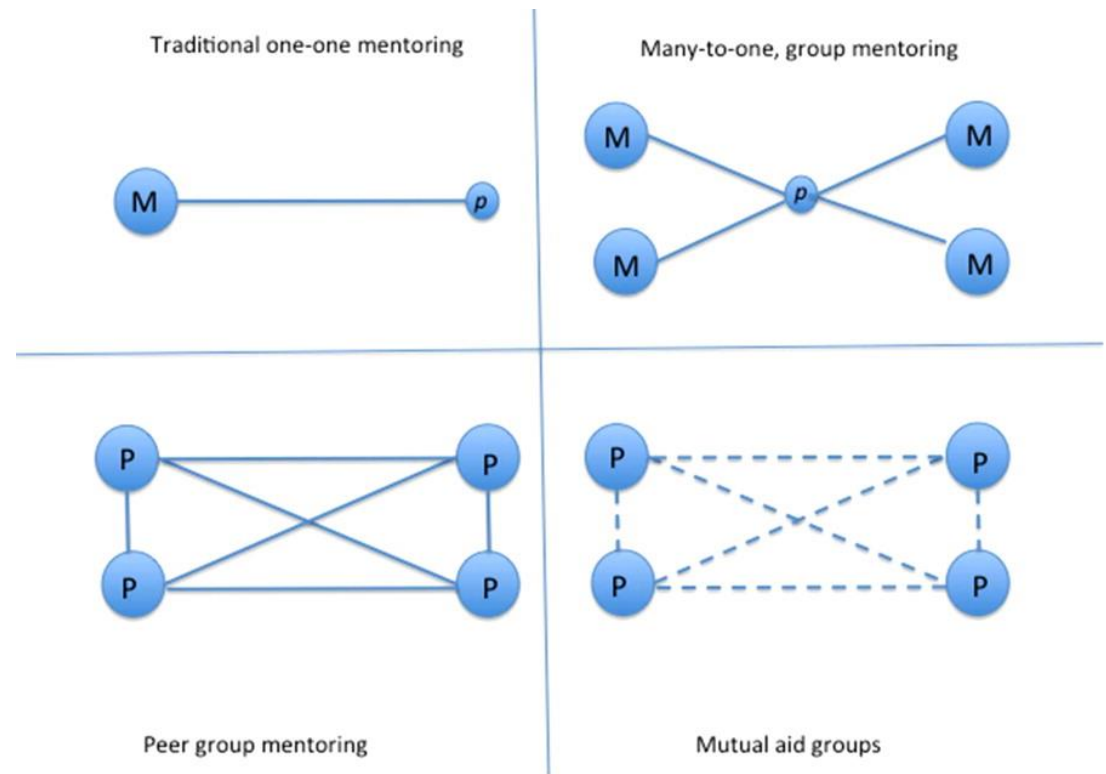 Traditional one-one mentoring
Many-to-one, group mentoring
M
p
M
M
p
M
M
P
P
P
P
P
P
P
P
Peer group mentoring
Mutual aid groups